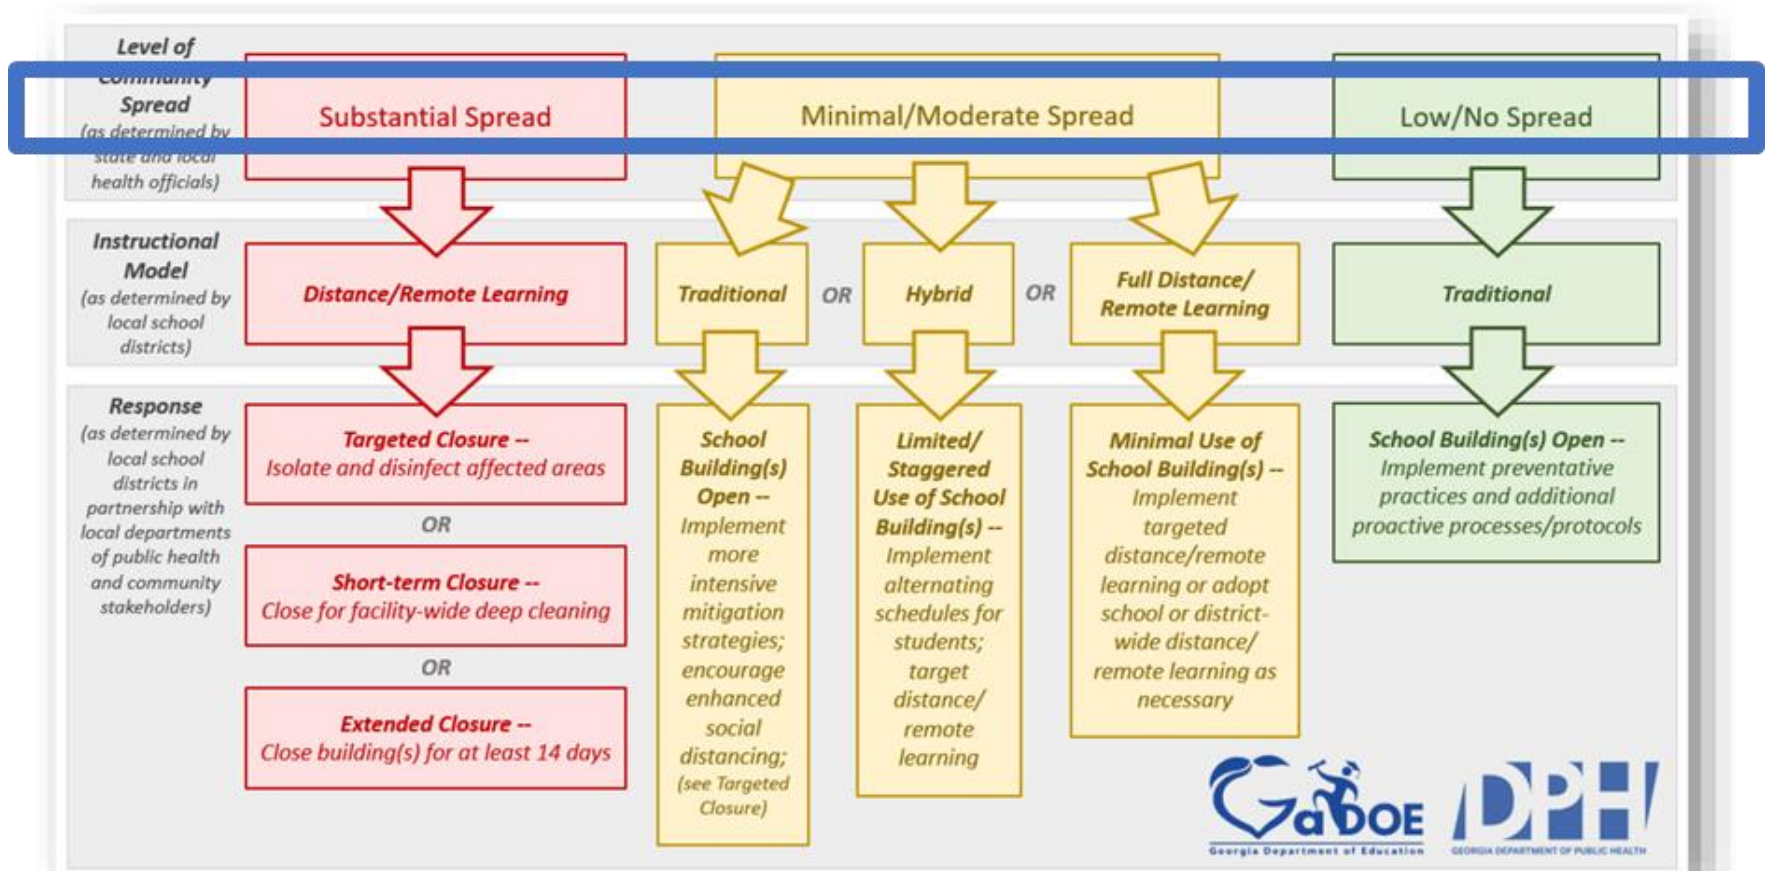 Level of
Community
Spread
(as determined by
state and local
health officials)
Substantial Spread
Minimal/Moderate Spread
Low/No Spread
Instructional
Model
(as determined by
local school
districts)
Distance/Remote Learning
Traditional
OR
Hybrid
OR
Full Distance/
Remote Learning
Traditional
Response
(as determined by
local school
districts in
partnership with
local departments
of public health
and community
stakeholders)
Targeted Closure --
Isolate and disinfect affected areas
OR
Short-term Closure --
Close for facility-wide deep cleaning
OR
Extended Closure --
Close building(s) for at least 14 days
School
Building(s)
Open --
Implement
more
intensive
mitigation
strategies;
encourage
enhanced
social
distancing;
(see Targeted
Closure)
Limited/
Staggered
Use of School
Building(s) --
Implement
alternating
schedules for
students;
target
distance/
remote
learning
Minimal Use of
School Building(s) --
Implement
targeted
distance/remote
learning or adopt
school or district-
wide distance/
remote learning as
necessary
School Building(s) Open --
Implement preventative
practices and additional
proactive processes/protocols
GaDOE
Georgia Department of Education
DPH
GEORGIA DEPARTMENT OF PUBLIC HEALTH